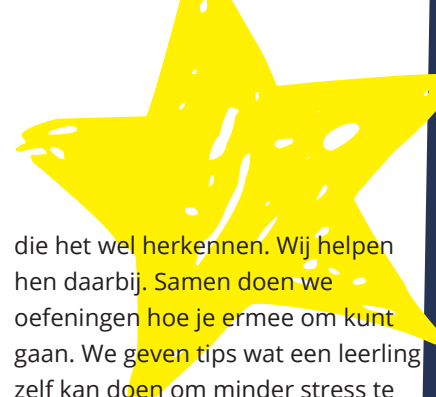 die het wel herkennen. Wij helpen
hen daarbij. Samen doen we
oefeningen hoe je ermee om kunt
gaan. We geven tips wat een leerling
zelf kan doen om minder stress te